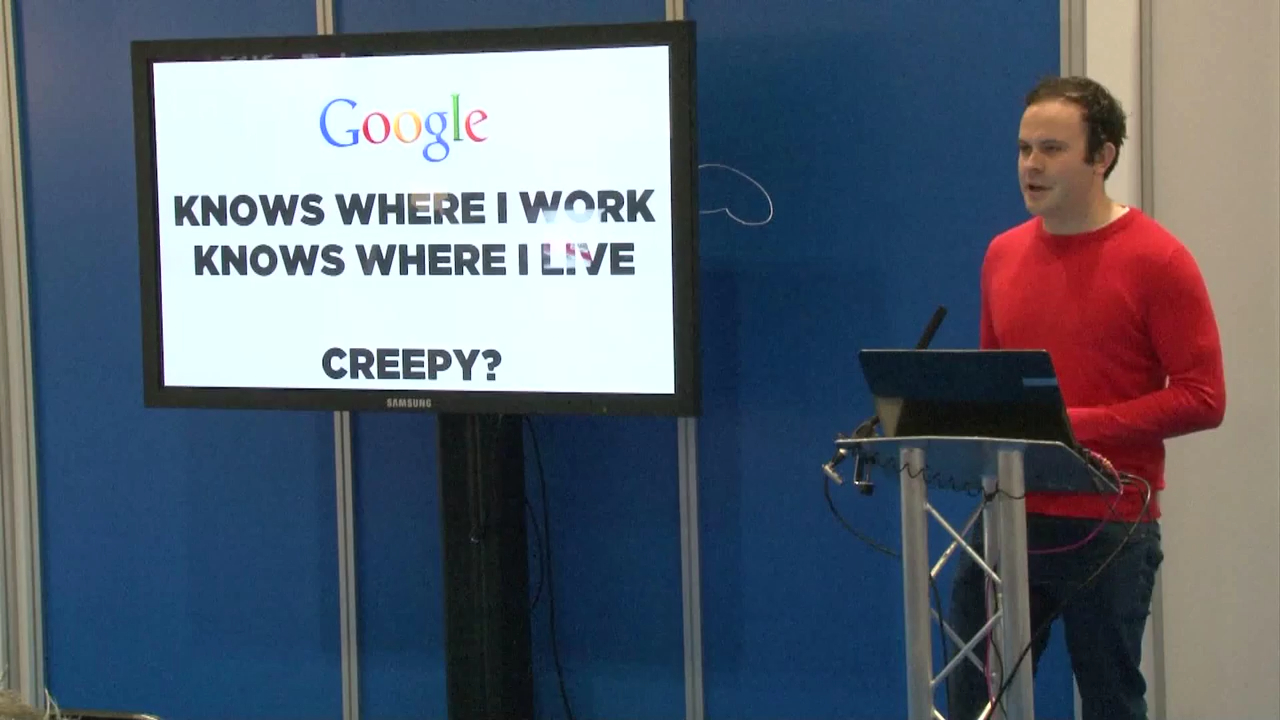 Google
KNOWS WHERE I WORK
KNOWS WHERE I LIVE
CREEPY?
SAMSUNG